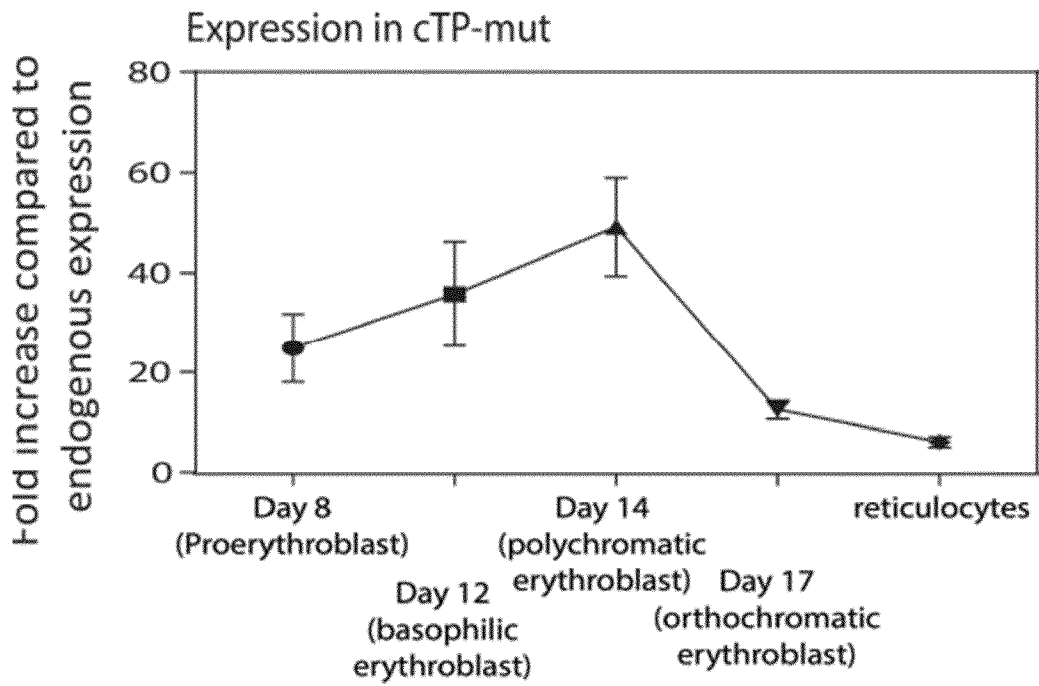 Expression in cTP-mut
Fold increase compared to
endogenous expression
80
60
40
20
0
Day 8
(Proerythroblast)
Day 12
(basophilic
erythroblast)
Day 14
(polychromatic
erythroblast)
Day 17
(orthochromatic
erythroblast)
reticulocytes